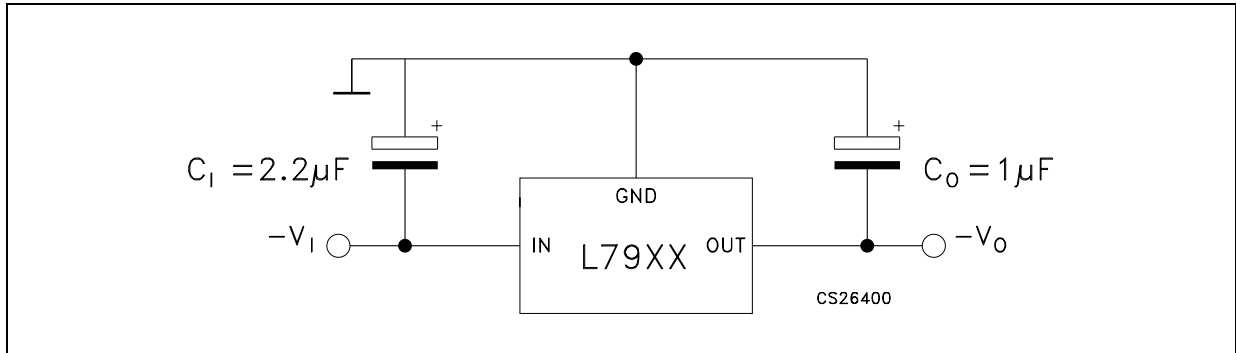 + +
C_I = 2.2µF GND C_O = 1µF
-V_I IN L79XX OUT -V_O
CS26400